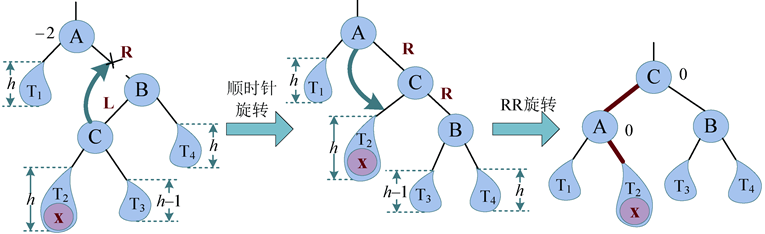 −2
A
R
h
T₁
L
B
C
T₄
h
h
T₂
x
T₃
h−1
顺时针
旋转
A
R
h
T₁
C
R
h
T₂
x
B
h−1
T₃
T₄
h
RR旋转
C
0
A
0
B
T₁
T₂
x
T₃
T₄